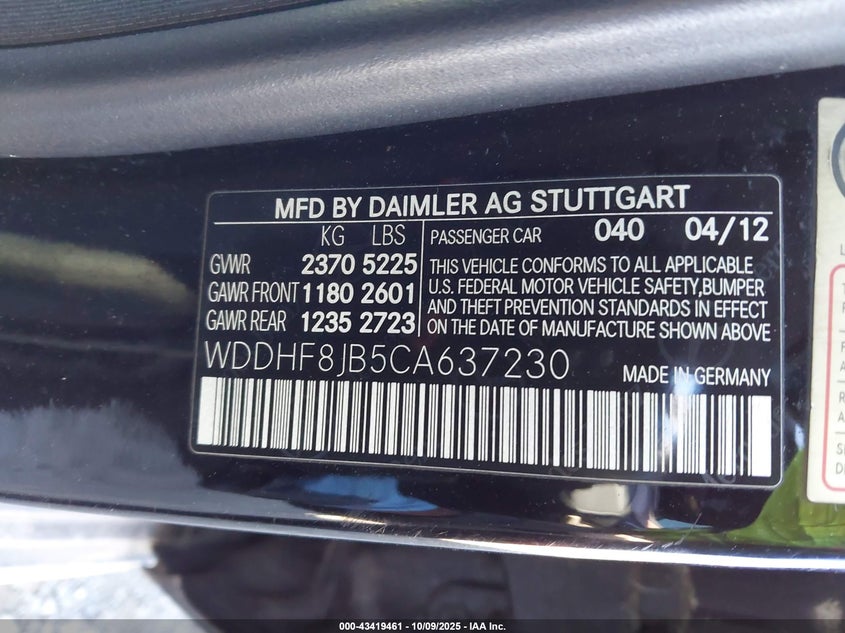 MFD BY DAIMLER AG STUTTGART
KG LBS
GVWR 2370 5225
GAWR FRONT 1180 2601
GAWR REAR 1235 2723
PASSENGER CAR 040 04/12
THIS VEHICLE CONFORMS TO ALL APPLICABLE
U.S. FEDERAL MOTOR VEHICLE SAFETY, BUMPER
AND THEFT PREVENTION STANDARDS IN EFFECT
ON THE DATE OF MANUFACTURE SHOWN ABOVE
WDDHF8JB5CA637230
MADE IN GERMANY
000-43419461 - 10/09/2025 - IAA Inc.